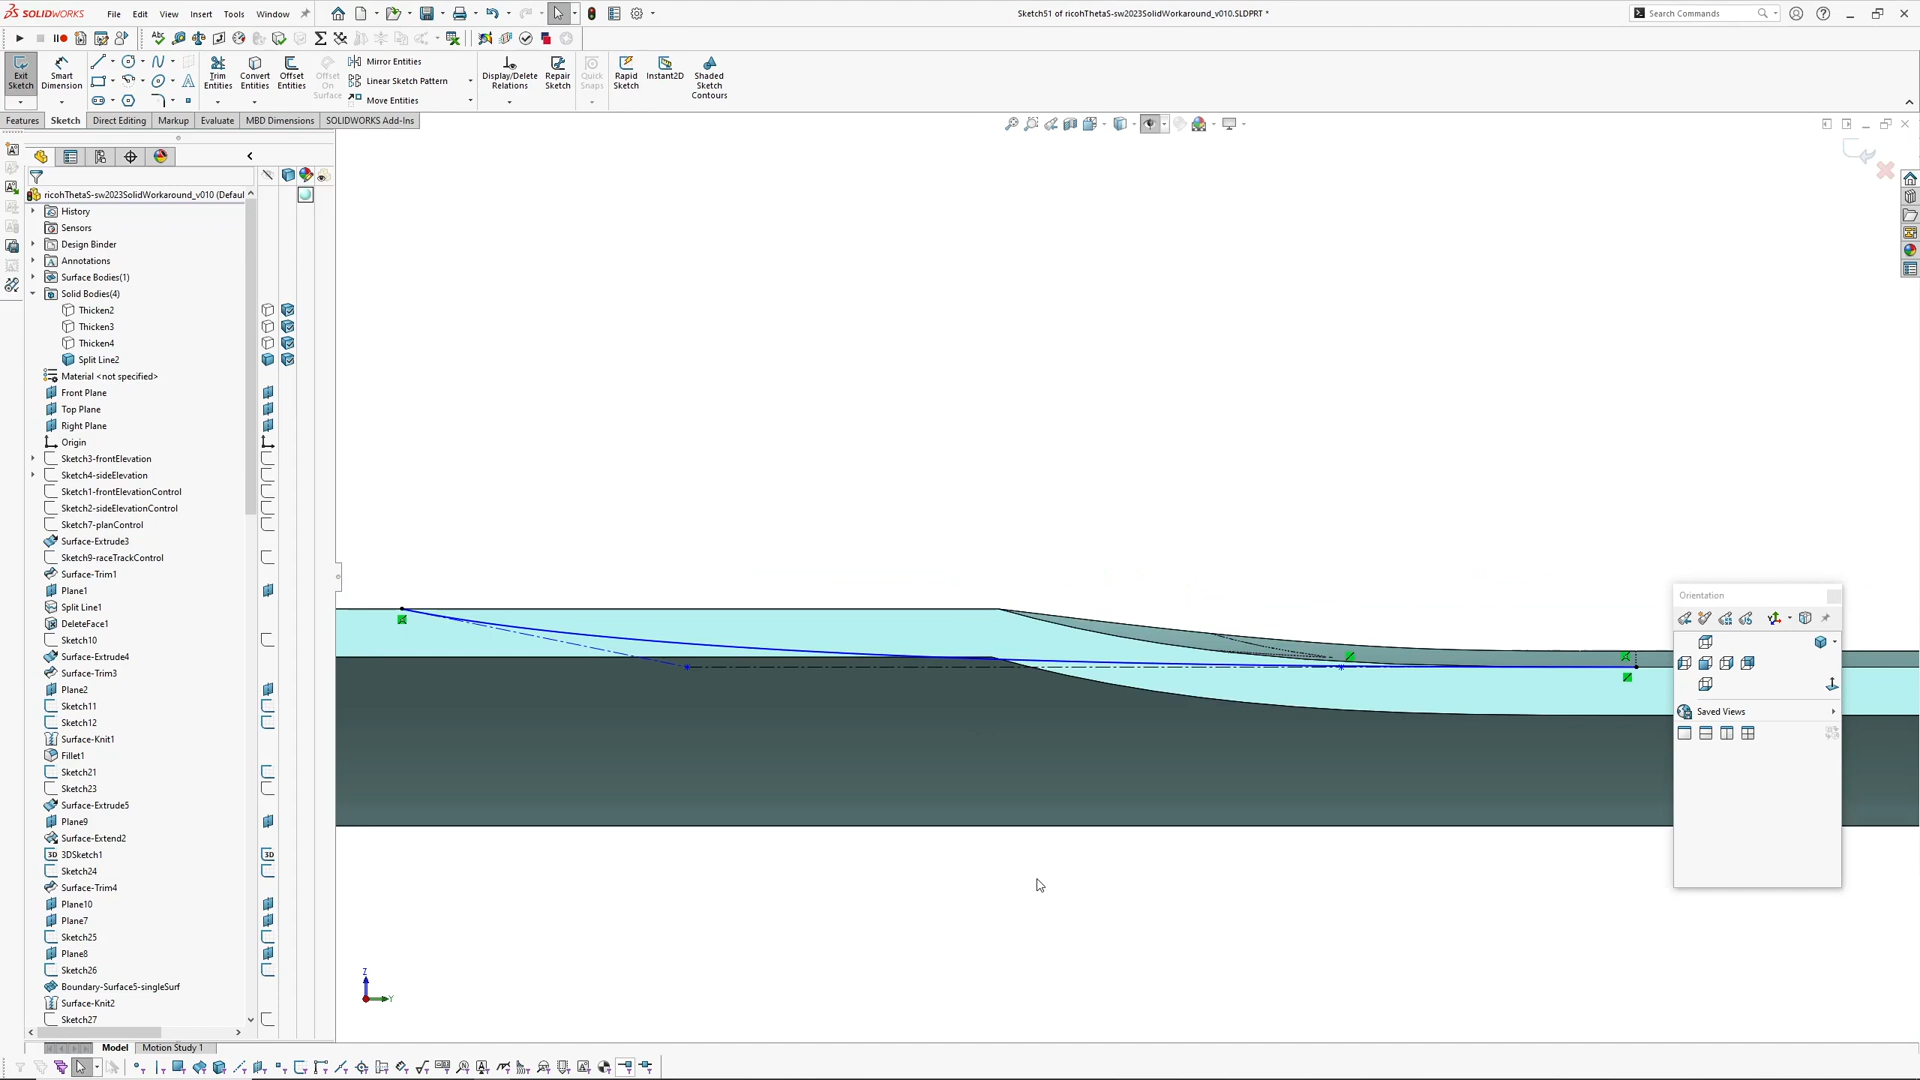 SOLIDWORKS
File
Edit
View
Insert
Tools
Window
Sketch51 of ricohThetaS-sw2023SolidWorkaround_v010.SLDPRT *
Search Commands
Exit Sketch
Smart Dimension
Trim Entities
Convert Entities
Offset Entities
Offset On Surface
Mirror Entities
Linear Sketch Pattern
Move Entities
Display/Delete Relations
Repair Sketch
Quick Snaps
Rapid Sketch
Instant2D
Shaded Sketch Contours
Features
Sketch
Direct Editing
Markup
Evaluate
MBD Dimensions
SOLIDWORKS Add-Ins
ricohThetaS-sw2023SolidWorkaround_v010 (Defaul
History
Sensors
Design Binder
Annotations
Surface Bodies(1)
Solid Bodies(4)
Thicken2
Thicken3
Thicken4
Split Line2
Material <not specified>
Front Plane
Top Plane
Right Plane
Origin
Sketch3-frontElevation
Sketch4-sideElevation
Sketch1-frontElevationControl
Sketch2-sideElevationControl
Sketch7-planControl
Surface-Extrude3
Sketch9-raceTrackControl
Surface-Trim1
Plane1
Split Line1
DeleteFace1
Sketch10
Surface-Extrude4
Surface-Trim3
Plane2
Sketch11
Sketch12
Surface-Knit1
Fillet1
Sketch21
Sketch23
Surface-Extrude5
Plane9
Surface-Extend2
3D 3DSketch1 3D
Sketch24
Surface-Trim4
Plane10
Plane7
Sketch25
Plane8
Sketch26
Boundary-Surface5-singleSurf
Surface-Knit2
Sketch27
Orientation
Saved Views
Z
Y
Model
Motion Study 1